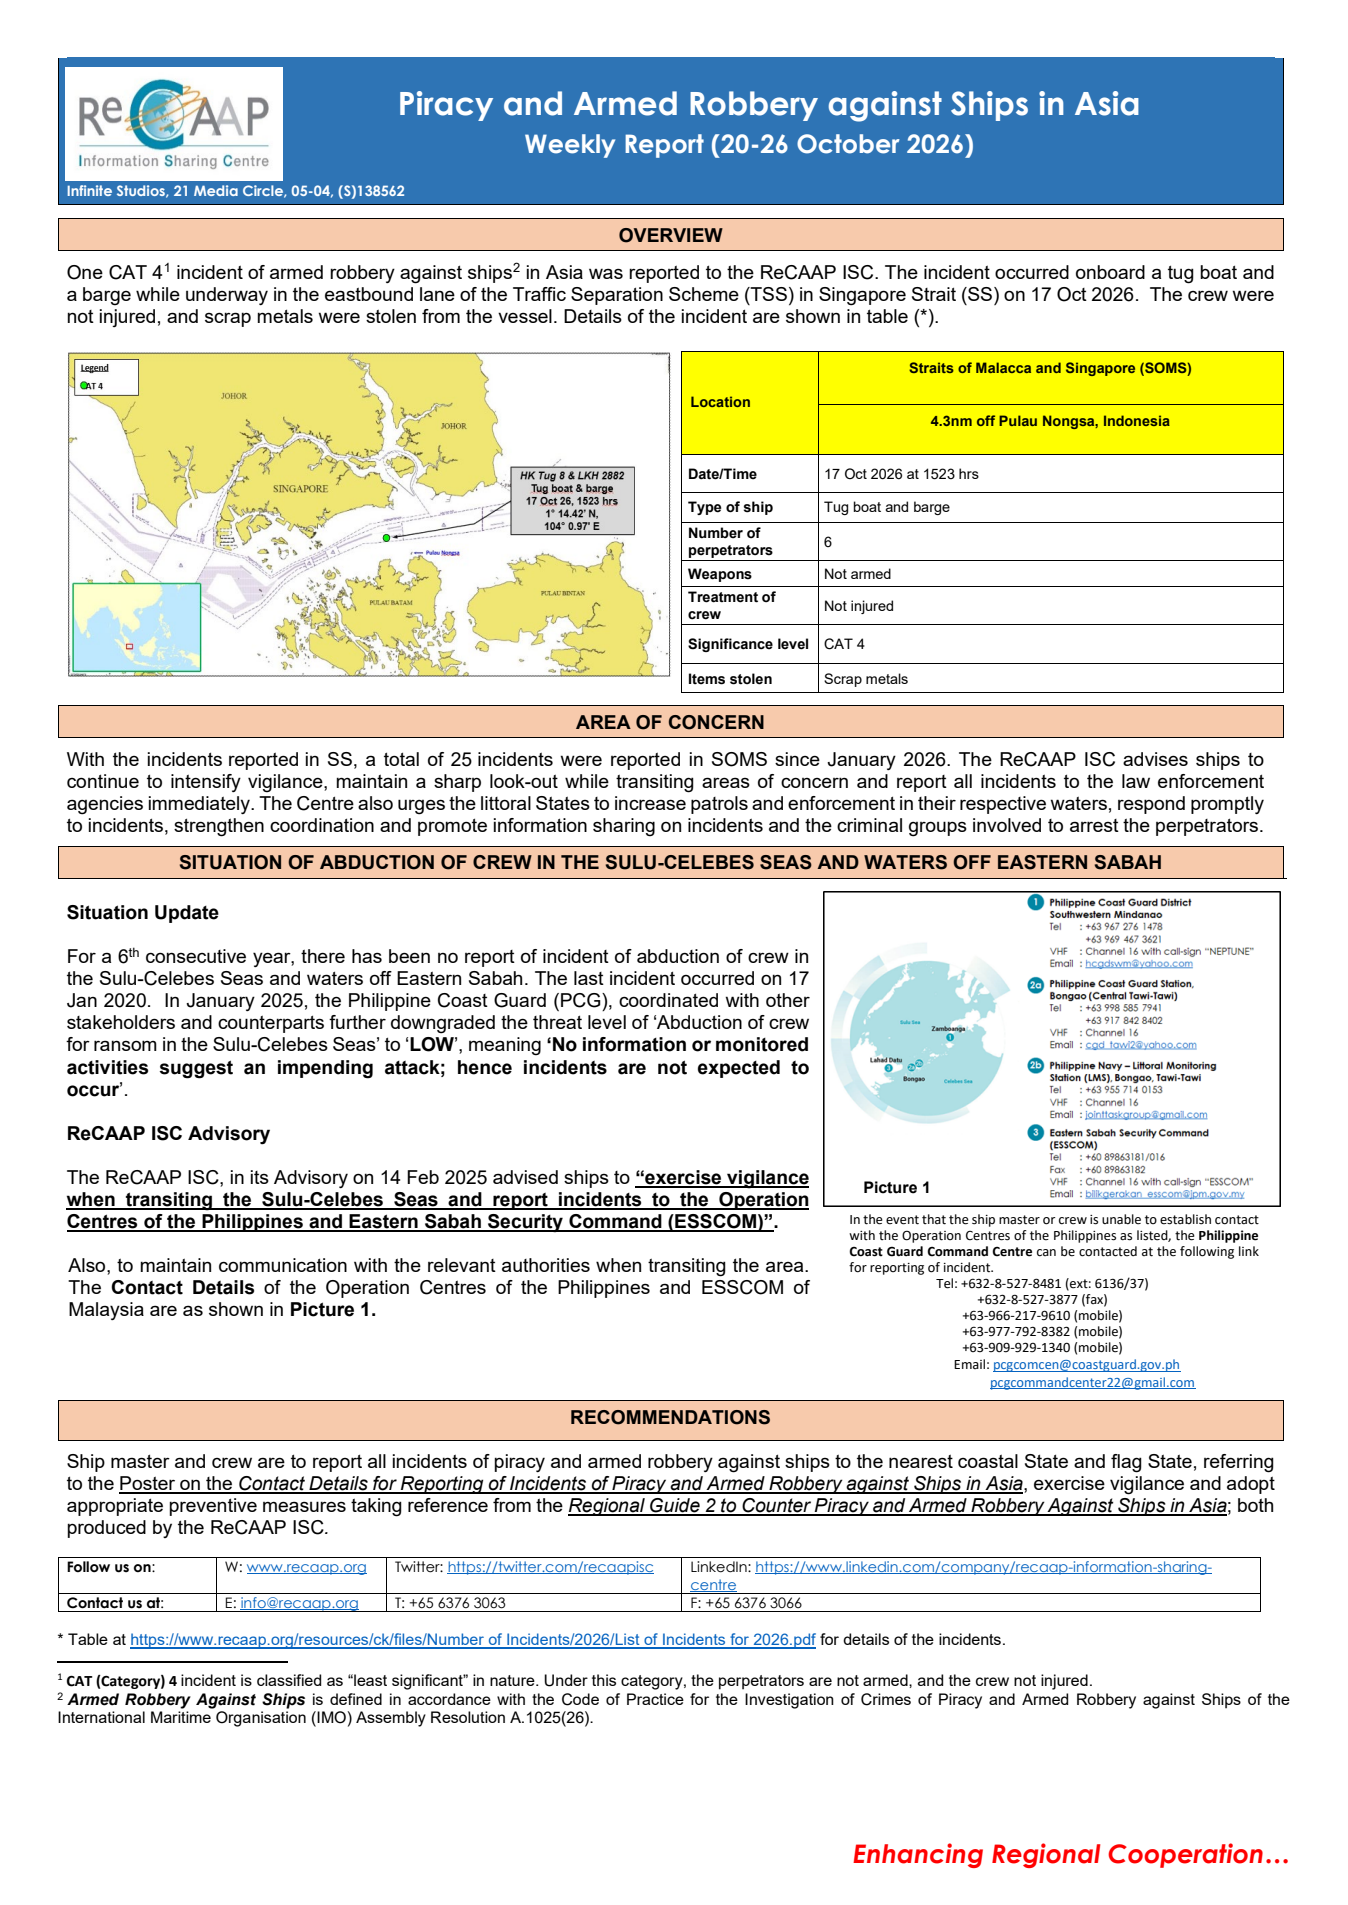 ReCAAP
Information Sharing Centre
Piracy and Armed Robbery against Ships in Asia
Weekly Report (20-26 October 2026)
Infinite Studios, 21 Media Circle, 05-04, (S)138562
OVERVIEW
One CAT 4¹ incident of armed robbery against ships² in Asia was reported to the ReCAAP ISC. The incident occurred onboard a tug boat and
a barge while underway in the eastbound lane of the Traffic Separation Scheme (TSS) in Singapore Strait (SS) on 17 Oct 2026. The crew were
not injured, and scrap metals were stolen from the vessel. Details of the incident are shown in table (*).
Legend
CAT 4
JOHOR
JOHOR
SINGAPORE
HK Tug 8 & LKH 2882
Tug boat & barge
17 Oct 26, 1523 hrs
1° 14.42' N,
104° 0.97' E
Pulau Nongsa
PULAU BATAM
PULAU BINTAN
Location
Straits of Malacca and Singapore (SOMS)
4.3nm off Pulau Nongsa, Indonesia
Date/Time 17 Oct 2026 at 1523 hrs
Type of ship Tug boat and barge
Number of
perpetrators 6
Weapons Not armed
Treatment of
crew Not injured
Significance level CAT 4
Items stolen Scrap metals
AREA OF CONCERN
With the incidents reported in SS, a total of 25 incidents were reported in SOMS since January 2026. The ReCAAP ISC advises ships to
continue to intensify vigilance, maintain a sharp look-out while transiting areas of concern and report all incidents to the law enforcement
agencies immediately. The Centre also urges the littoral States to increase patrols and enforcement in their respective waters, respond promptly
to incidents, strengthen coordination and promote information sharing on incidents and the criminal groups involved to arrest the perpetrators.
SITUATION OF ABDUCTION OF CREW IN THE SULU-CELEBES SEAS AND WATERS OFF EASTERN SABAH
Situation Update
For a 6th consecutive year, there has been no report of incident of abduction of crew in
the Sulu-Celebes Seas and waters off Eastern Sabah. The last incident occurred on 17
Jan 2020. In January 2025, the Philippine Coast Guard (PCG), coordinated with other
stakeholders and counterparts further downgraded the threat level of ‘Abduction of crew
for ransom in the Sulu-Celebes Seas’ to ‘LOW’, meaning ‘No information or monitored
activities suggest an impending attack; hence incidents are not expected to
occur’.
ReCAAP ISC Advisory
The ReCAAP ISC, in its Advisory on 14 Feb 2025 advised ships to “exercise vigilance
when transiting the Sulu-Celebes Seas and report incidents to the Operation
Centres of the Philippines and Eastern Sabah Security Command (ESSCOM)”.
Also, to maintain communication with the relevant authorities when transiting the area.
The Contact Details of the Operation Centres of the Philippines and ESSCOM of
Malaysia are as shown in Picture 1.
Sulu Sea
Zamboanga
1
Lahad Datu
3
2a 2b
Bongao
Celebes Sea
Picture 1
1 Philippine Coast Guard District
Southwestern Mindanao
Tel : +63 967 276 1478
+63 969 467 3621
VHF : Channel 16 with call-sign “NEPTUNE”
Email : hcgdswm@yahoo.com
2a Philippine Coast Guard Station,
Bongao (Central Tawi-Tawi)
Tel : +63 998 585 7941
+63 917 842 8402
VHF : Channel 16
Email : cgd_tawi2@yahoo.com
2b Philippine Navy – Littoral Monitoring
Station (LMS), Bongao, Tawi-Tawi
Tel : +63 955 714 0153
VHF : Channel 16
Email : jointtaskgroup@gmail.com
3 Eastern Sabah Security Command
(ESSCOM)
Tel : +60 89863181/016
Fax : +60 89863182
VHF : Channel 16 with call-sign “ESSCOM”
Email : bilikgerakan_esscom@jpm.gov.my
In the event that the ship master or crew is unable to establish contact
with the Operation Centres of the Philippines as listed, the Philippine
Coast Guard Command Centre can be contacted at the following link
for reporting of incident.
Tel: +632-8-527-8481 (ext: 6136/37)
+632-8-527-3877 (fax)
+63-966-217-9610 (mobile)
+63-977-792-8382 (mobile)
+63-909-929-1340 (mobile)
Email: pcgcomcen@coastguard.gov.ph
pcgcommandcenter22@gmail.com
RECOMMENDATIONS
Ship master and crew are to report all incidents of piracy and armed robbery against ships to the nearest coastal State and flag State, referring
to the Poster on the Contact Details for Reporting of Incidents of Piracy and Armed Robbery against Ships in Asia, exercise vigilance and adopt
appropriate preventive measures taking reference from the Regional Guide 2 to Counter Piracy and Armed Robbery Against Ships in Asia; both
produced by the ReCAAP ISC.
Follow us on: W: www.recaap.org Twitter: https://twitter.com/recaapisc LinkedIn: https://www.linkedin.com/company/recaap-information-sharing-
centre
Contact us at: E: info@recaap.org T: +65 6376 3063 F: +65 6376 3066
* Table at https://www.recaap.org/resources/ck/files/Number of Incidents/2026/List of Incidents for 2026.pdf for details of the incidents.
¹ CAT (Category) 4 incident is classified as “least significant” in nature. Under this category, the perpetrators are not armed, and the crew not injured.
² Armed Robbery Against Ships is defined in accordance with the Code of Practice for the Investigation of Crimes of Piracy and Armed Robbery against Ships of the
International Maritime Organisation (IMO) Assembly Resolution A.1025(26).
Enhancing Regional Cooperation…